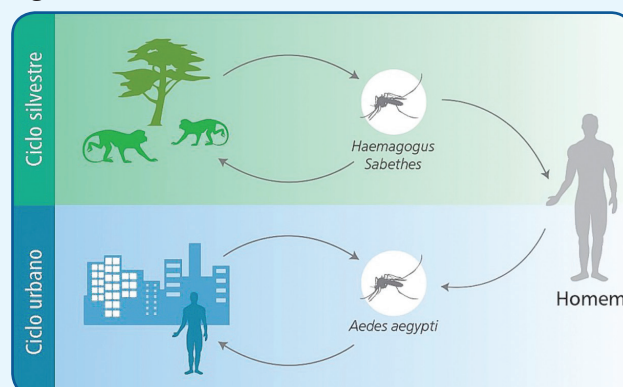 Ciclo silvestre
Haemagogus
Sabethes
Homem
Ciclo urbano
Aedes aegypti